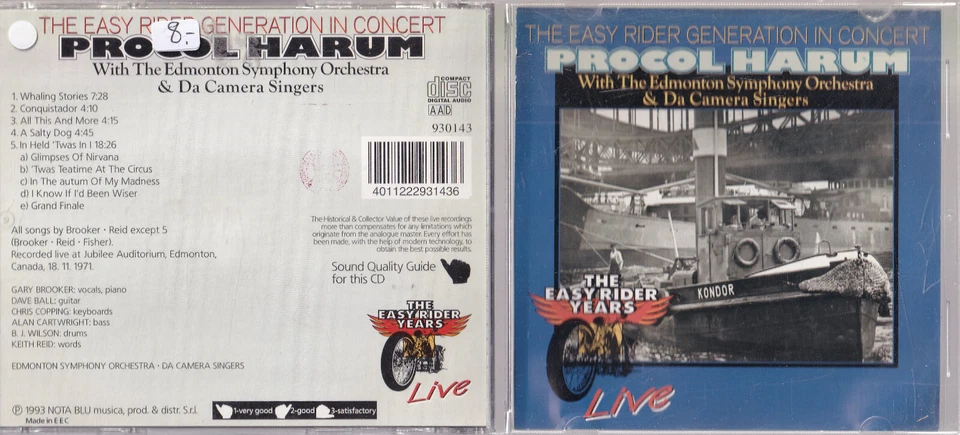 THE EASY RIDER GENERATION IN CONCERT
8.-
PROCOL HARUM
With The Edmonton Symphony Orchestra
& Da Camera Singers
COMPACT
disc
DIGITAL AUDIO
AAD
930143
1. Whaling Stories 7:28
2. Conquistador 4:10
3. All This And More 4:15
4. A Salty Dog 4:45
5. In Held 'Twas In I 18:26
a) Glimpses Of Nirvana
b) 'Twas Teatime At The Circus
c) In The autum Of My Madness
d) I Know If I'd Been Wiser
e) Grand Finale
4011222931436
All songs by Brooker · Reid except 5
(Brooker · Reid · Fisher).
Recorded live at Jubilee Auditorium, Edmonton,
Canada, 18. 11. 1971.
The Historical & Collector Value of these live recordings
more than compensates for any limitations which
originate from the analogue master. Every effort has
been made, with the help of modern technology, to
obtain the best possible results.
Sound Quality Guide
for this CD
GARY BROOKER: vocals, piano
DAVE BALL: guitar
CHRIS COPPING: keyboards
ALAN CARTWRIGHT: bass
B. J. WILSON: drums
KEITH REID: words
EDMONTON SYMPHONY ORCHESTRA · DA CAMERA SINGERS
THE
EASY RIDER
YEARS
Live
℗ 1993 NOTA BLU musica, prod. & distr. S.r.l.
Made in EEC
1-very good 2-good 3-satisfactory
THE EASY RIDER GENERATION IN CONCERT
PROCOL HARUM
With The Edmonton Symphony Orchestra
& Da Camera Singers
KONDOR
THE
EASY RIDER
YEARS
Live